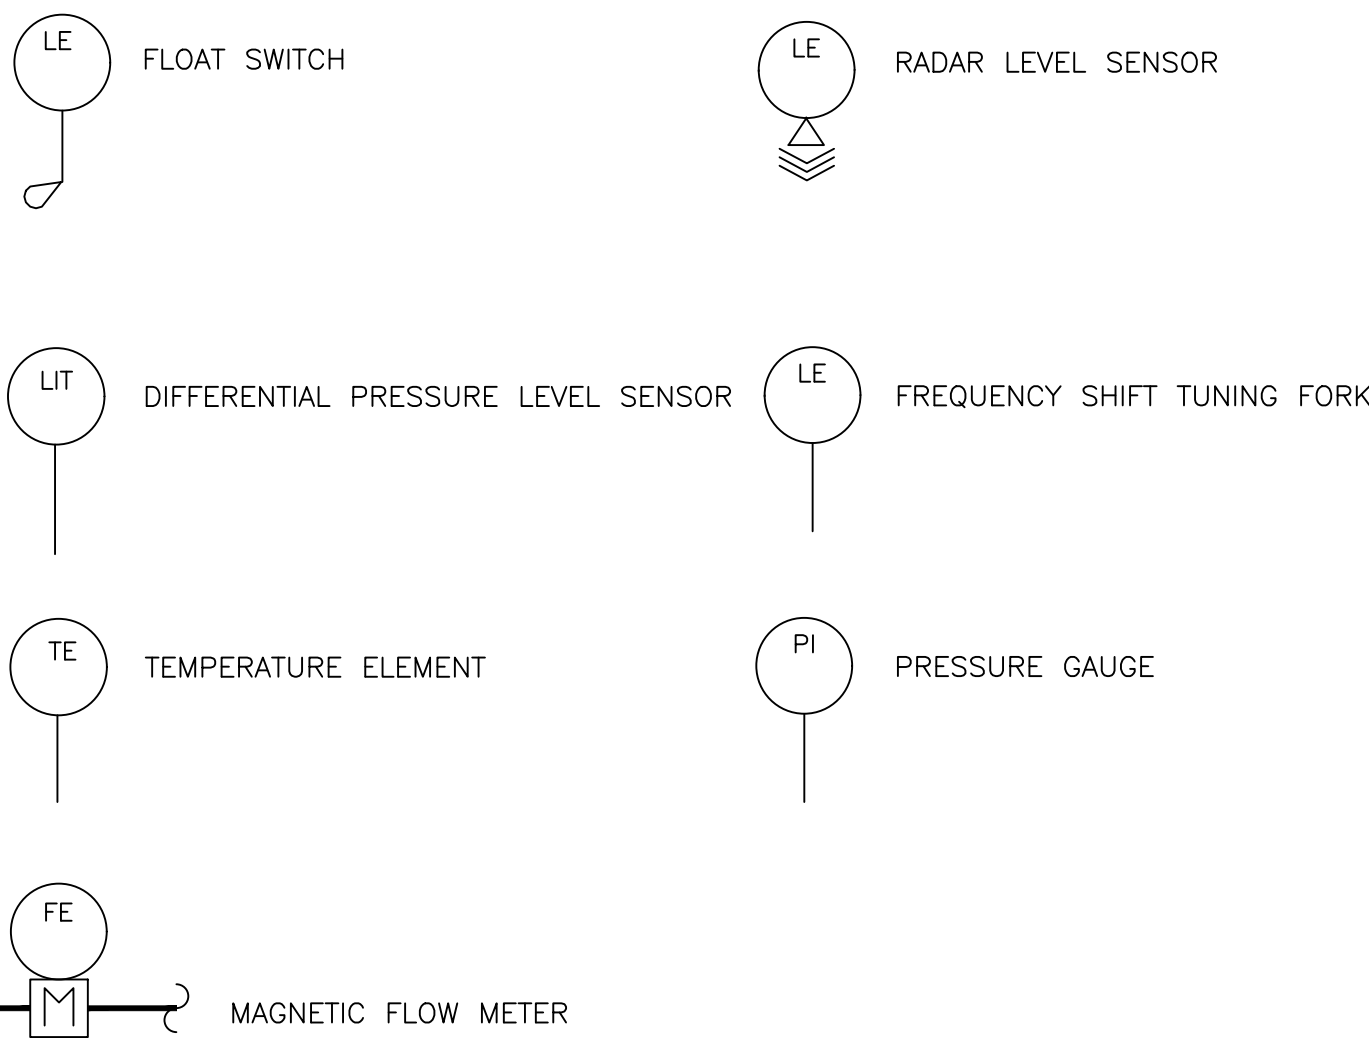 LE
FLOAT SWITCH
LE
RADAR LEVEL SENSOR
LIT
DIFFERENTIAL PRESSURE LEVEL SENSOR
LE
FREQUENCY SHIFT TUNING FORK
TE
TEMPERATURE ELEMENT
PI
PRESSURE GAUGE
FE
M
MAGNETIC FLOW METER